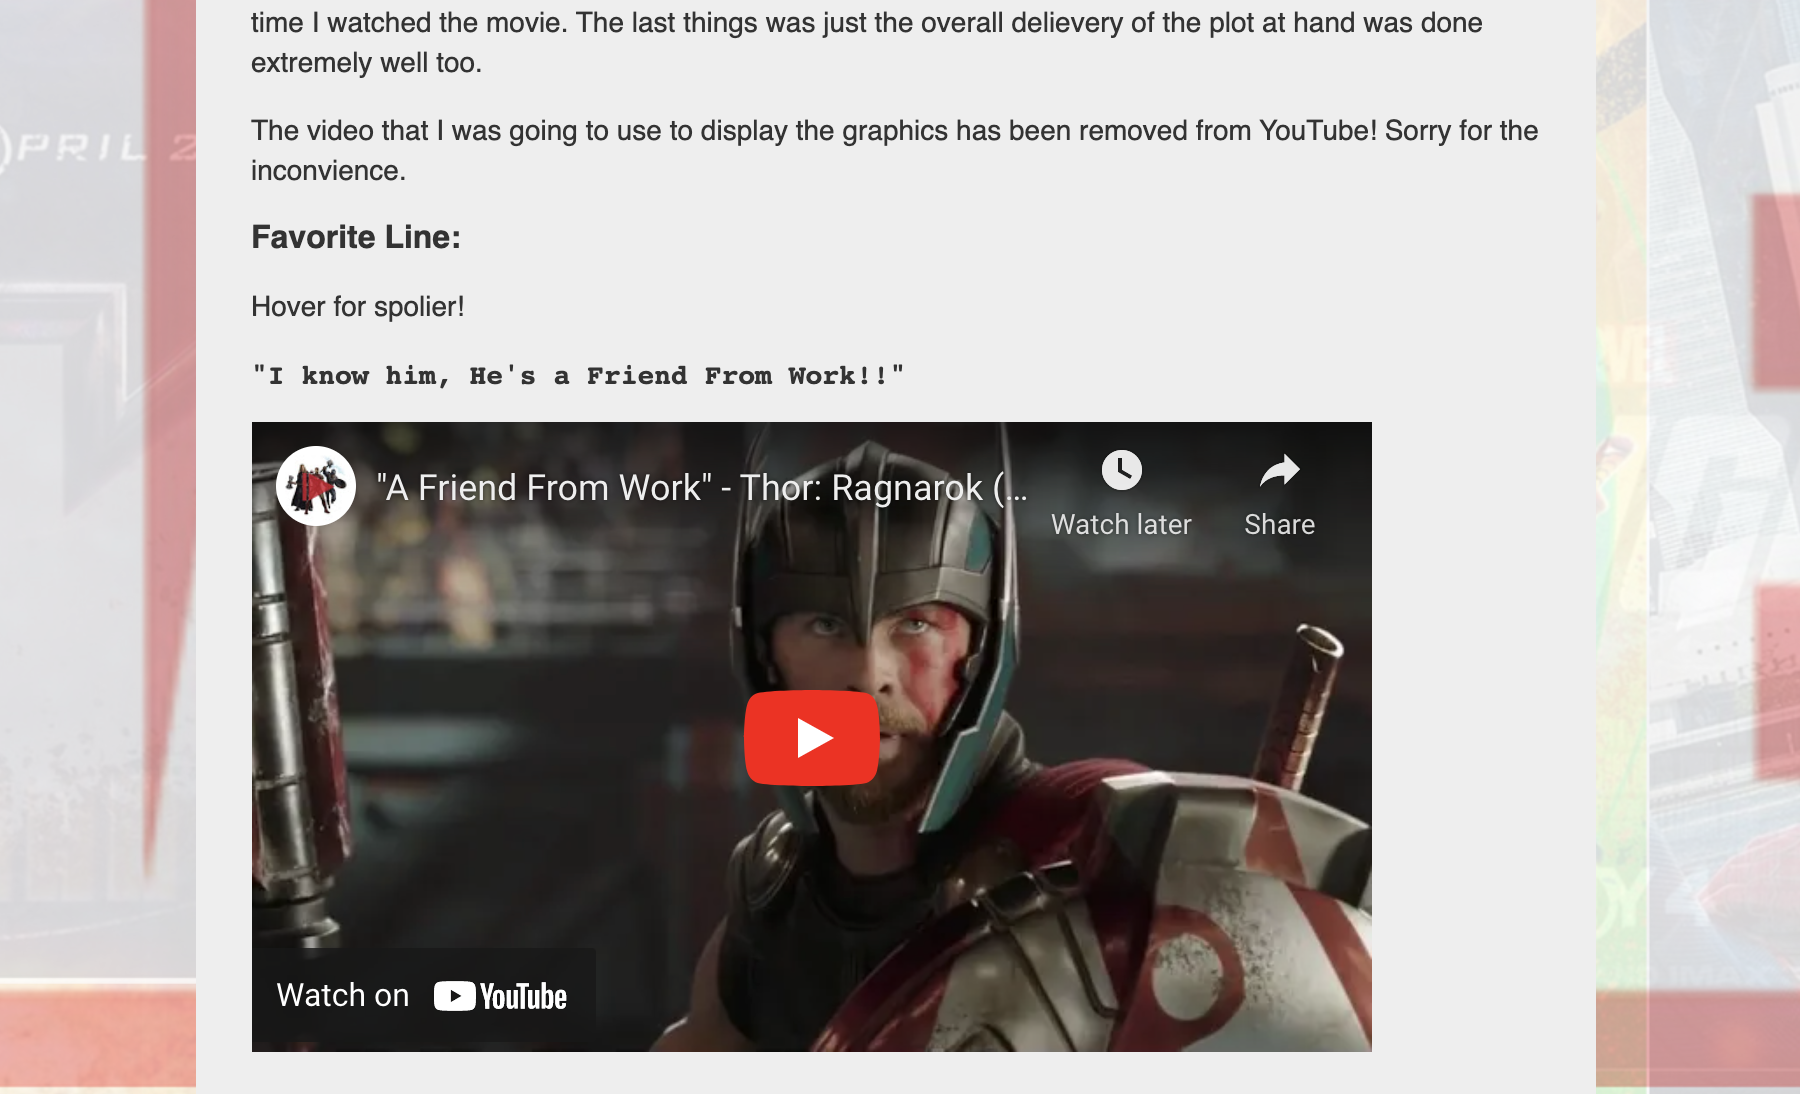 time I watched the movie. The last things was just the overall delievery of the plot at hand was done
extremely well too.
The video that I was going to use to display the graphics has been removed from YouTube! Sorry for the
inconvience.
PRIL 2
Favorite Line:
Hover for spolier!
"I know him, He's a Friend From Work!!"
"A Friend From Work" - Thor: Ragnarok (...
Watch later
Share
Watch on YouTube